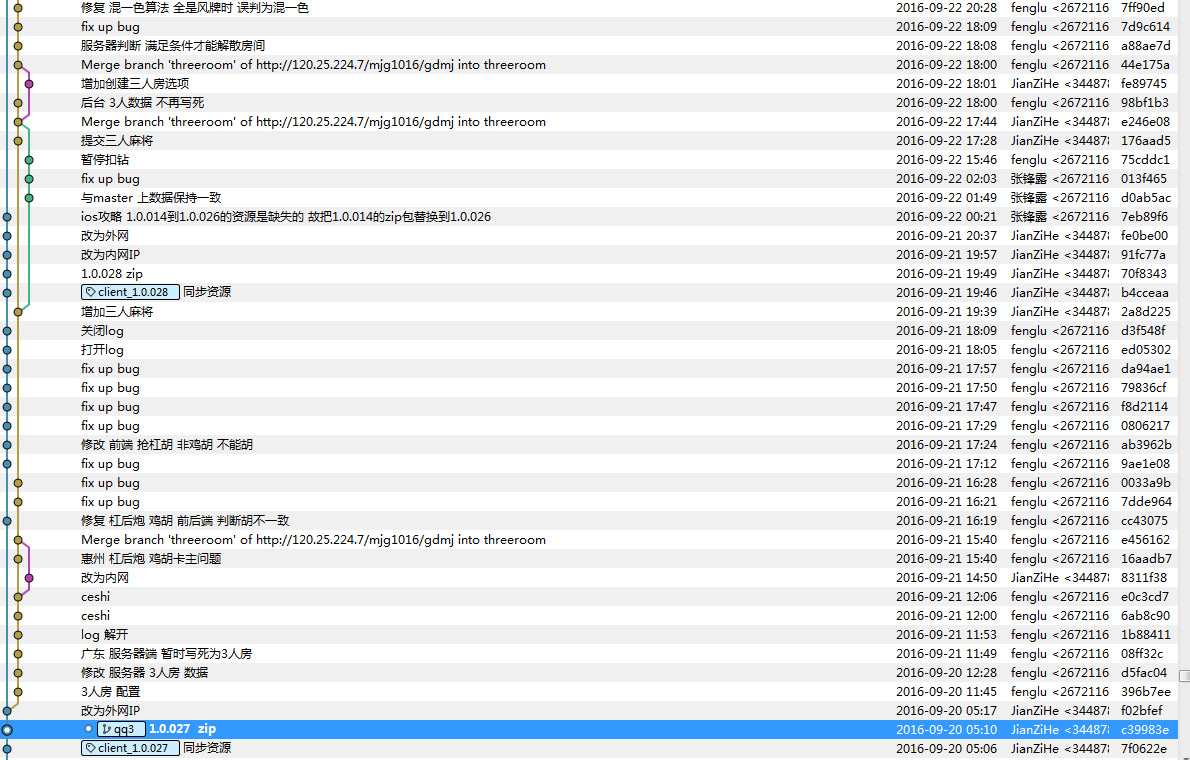 修复 混一色算法 全是风牌时 误判为混一色 2016-09-22 20:28 fenglu <2672116 7ff90ed
fix up bug 2016-09-22 18:09 fenglu <2672116 7d9c614
服务器判断 满足条件才能解散房间 2016-09-22 18:08 fenglu <2672116 a88ae7d
Merge branch 'threeroom' of http://120.25.224.7/mjg1016/gdmj into threeroom 2016-09-22 18:00 fenglu <2672116 44e175a
增加创建三人房选项 2016-09-22 18:01 JianZiHe <34487 fe89745
后台 3人数据 不再写死 2016-09-22 18:00 fenglu <2672116 98bf1b3
Merge branch 'threeroom' of http://120.25.224.7/mjg1016/gdmj into threeroom 2016-09-22 17:44 JianZiHe <34487 e246e08
提交三人麻将 2016-09-22 17:28 JianZiHe <34487 176aad5
暂停扣钻 2016-09-22 15:46 fenglu <2672116 75cddc1
fix up bug 2016-09-22 02:03 张锋露 <2672116 013f465
与master 上数据保持一致 2016-09-22 01:49 张锋露 <2672116 d0ab5ac
ios攻略 1.0.014到1.0.026的资源是缺失的 故把1.0.014的zip包替换到1.0.026 2016-09-22 00:21 张锋露 <2672116 7eb89f6
改为外网 2016-09-21 20:37 JianZiHe <34487 fe0be00
改为内网IP 2016-09-21 19:57 JianZiHe <34487 91fc77a
1.0.028 zip 2016-09-21 19:49 JianZiHe <34487 70f8343
client_1.0.028 同步资源 2016-09-21 19:46 JianZiHe <34487 b4cceaa
增加三人麻将 2016-09-21 19:39 JianZiHe <34487 2a8d225
关闭log 2016-09-21 18:09 fenglu <2672116 d3f548f
打开log 2016-09-21 18:05 fenglu <2672116 ed05302
fix up bug 2016-09-21 17:57 fenglu <2672116 da94ae1
fix up bug 2016-09-21 17:50 fenglu <2672116 79836cf
fix up bug 2016-09-21 17:47 fenglu <2672116 f8d2114
fix up bug 2016-09-21 17:29 fenglu <2672116 0806217
修改 前端 抢杠胡 非鸡胡 不能胡 2016-09-21 17:24 fenglu <2672116 ab3962b
fix up bug 2016-09-21 17:12 fenglu <2672116 9ae1e08
fix up bug 2016-09-21 16:28 fenglu <2672116 0033a9b
fix up bug 2016-09-21 16:21 fenglu <2672116 7dde964
修复 杠后炮 鸡胡 前后端 判断胡不一致 2016-09-21 16:19 fenglu <2672116 cc43075
Merge branch 'threeroom' of http://120.25.224.7/mjg1016/gdmj into threeroom 2016-09-21 15:40 fenglu <2672116 e456162
惠州 杠后炮 鸡胡卡主问题 2016-09-21 15:40 fenglu <2672116 16aadb7
改为内网 2016-09-21 14:50 JianZiHe <34487 8311f38
ceshi 2016-09-21 12:06 fenglu <2672116 e0c3cd7
ceshi 2016-09-21 12:00 fenglu <2672116 6ab8c90
log 解开 2016-09-21 11:53 fenglu <2672116 1b88411
广东 服务器端 暂时写死为3人房 2016-09-21 11:49 fenglu <2672116 08ff32c
修改 服务器 3人房 数据 2016-09-20 12:28 fenglu <2672116 d5fac04
3人房 配置 2016-09-20 11:45 fenglu <2672116 396b7ee
改为外网IP 2016-09-20 05:17 JianZiHe <34487 f02bfef
qq3 1.0.027 zip 2016-09-20 05:10 JianZiHe <34487 c39983e
client_1.0.027 同步资源 2016-09-20 05:06 JianZiHe <34487 7f0622e